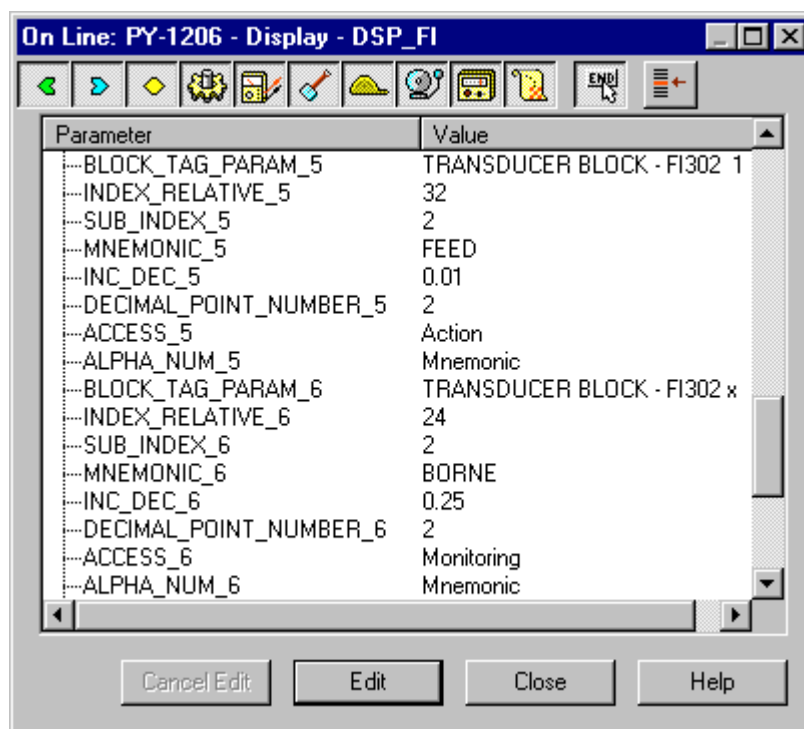 On Line: PY-1206 - Display - DSP_FI
END
Parameter Value
BLOCK_TAG_PARAM_5 TRANSDUCER BLOCK - FI302 1
INDEX_RELATIVE_5 32
SUB_INDEX_5 2
MNEMONIC_5 FEED
INC_DEC_5 0.01
DECIMAL_POINT_NUMBER_5 2
ACCESS_5 Action
ALPHA_NUM_5 Mnemonic
BLOCK_TAG_PARAM_6 TRANSDUCER BLOCK - FI302 x
INDEX_RELATIVE_6 24
SUB_INDEX_6 2
MNEMONIC_6 BORNE
INC_DEC_6 0.25
DECIMAL_POINT_NUMBER_6 2
ACCESS_6 Monitoring
ALPHA_NUM_6 Mnemonic
Cancel Edit Edit Close Help